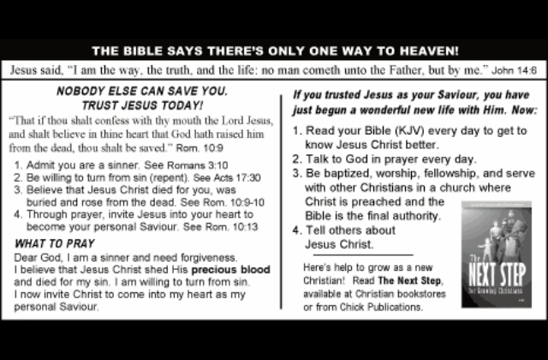 THE BIBLE SAYS THERE'S ONLY ONE WAY TO HEAVEN!
Jesus said, "I am the way, the truth, and the life: no man cometh unto the Father, but by me." John 14:6
NOBODY ELSE CAN SAVE YOU.
TRUST JESUS TODAY!
"That if thou shalt confess with thy mouth the Lord Jesus,
and shalt believe in thine heart that God hath raised him
from the dead, thou shalt be saved." Rom. 10:9
1. Admit you are a sinner. See Romans 3:10
2. Be willing to turn from sin (repent). See Acts 17:30
3. Believe that Jesus Christ died for you, was
buried and rose from the dead. See Rom. 10:9-10
4. Through prayer, invite Jesus into your heart to
become your personal Saviour. See Rom. 10:13
WHAT TO PRAY
Dear God, I am a sinner and need forgiveness.
I believe that Jesus Christ shed His precious blood
and died for my sin. I am willing to turn from sin.
I now invite Christ to come into my heart as my
personal Saviour.
If you trusted Jesus as your Saviour, you have
just begun a wonderful new life with Him. Now:
1. Read your Bible (KJV) every day to get to
know Jesus Christ better.
2. Talk to God in prayer every day.
3. Be baptized, worship, fellowship, and serve
with other Christians in a church where
Christ is preached and the
Bible is the final authority.
4. Tell others about
Jesus Christ.
Here's help to grow as a new
Christian! Read The Next Step,
available at Christian bookstores
or from Chick Publications.
The
NEXT STEP
for Growing Christians